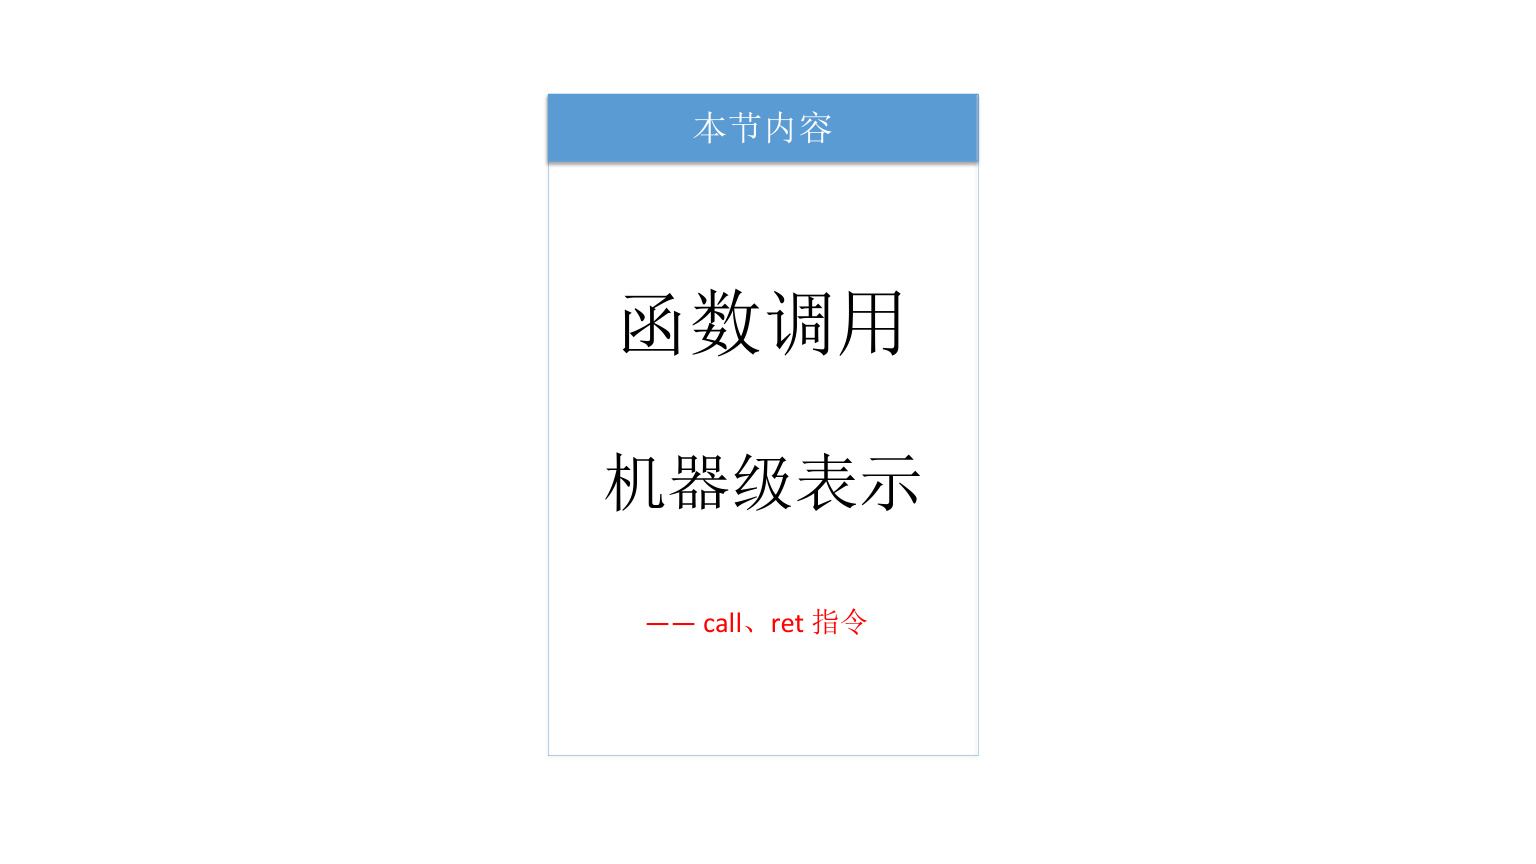 本节内容
函数调用
机器级表示
—— call、ret 指令